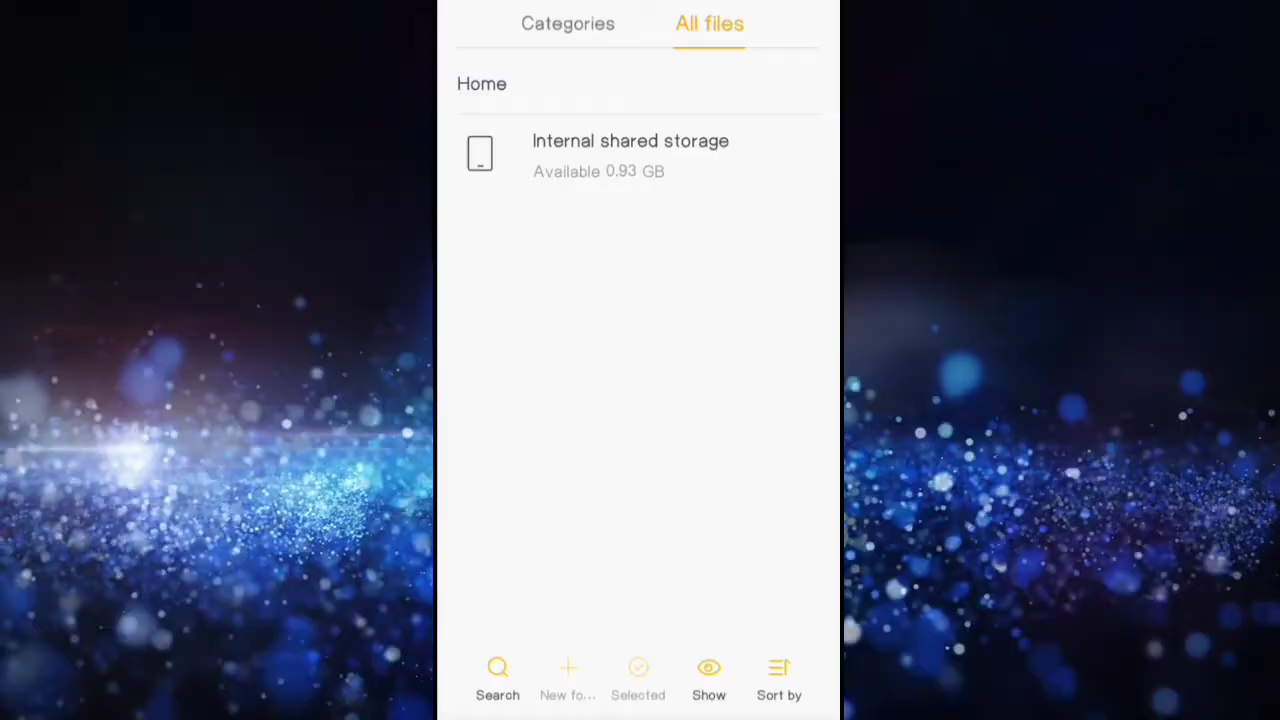 Categories All files
Home
Internal shared storage
Available 0.93 GB
Search New fo... Selected Show Sort by